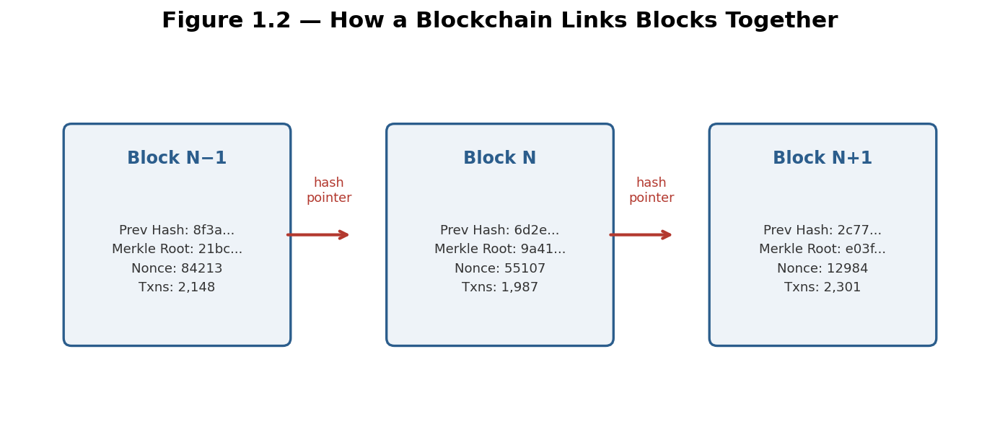 Figure 1.2 — How a Blockchain Links Blocks Together
Block N−1
Prev Hash: 8f3a...
Merkle Root: 21bc...
Nonce: 84213
Txns: 2,148
hash
pointer
Block N
Prev Hash: 6d2e...
Merkle Root: 9a41...
Nonce: 55107
Txns: 1,987
hash
pointer
Block N+1
Prev Hash: 2c77...
Merkle Root: e03f...
Nonce: 12984
Txns: 2,301